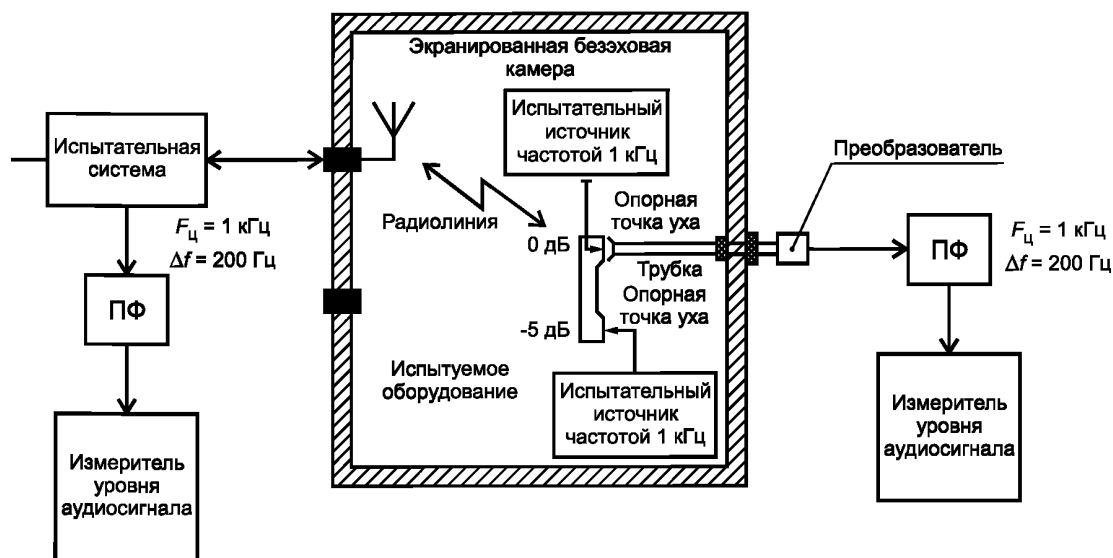 Экранированная безэховая
камера
Испытательная
система
Испытательный
источник
частотой 1 кГц
Преобразователь
Fц = 1 кГц
Δf = 200 Гц
ПФ
Измеритель
уровня
аудиосигнала
Радиолиния
Опорная
точка уха
0 дБ
Трубка
Опорная
точка уха
-5 дБ
Испытуемое
оборудование
Испытательный
источник
частотой 1 кГц
ПФ
Fц = 1 кГц
Δf = 200 Гц
Измеритель
уровня
аудиосигнала